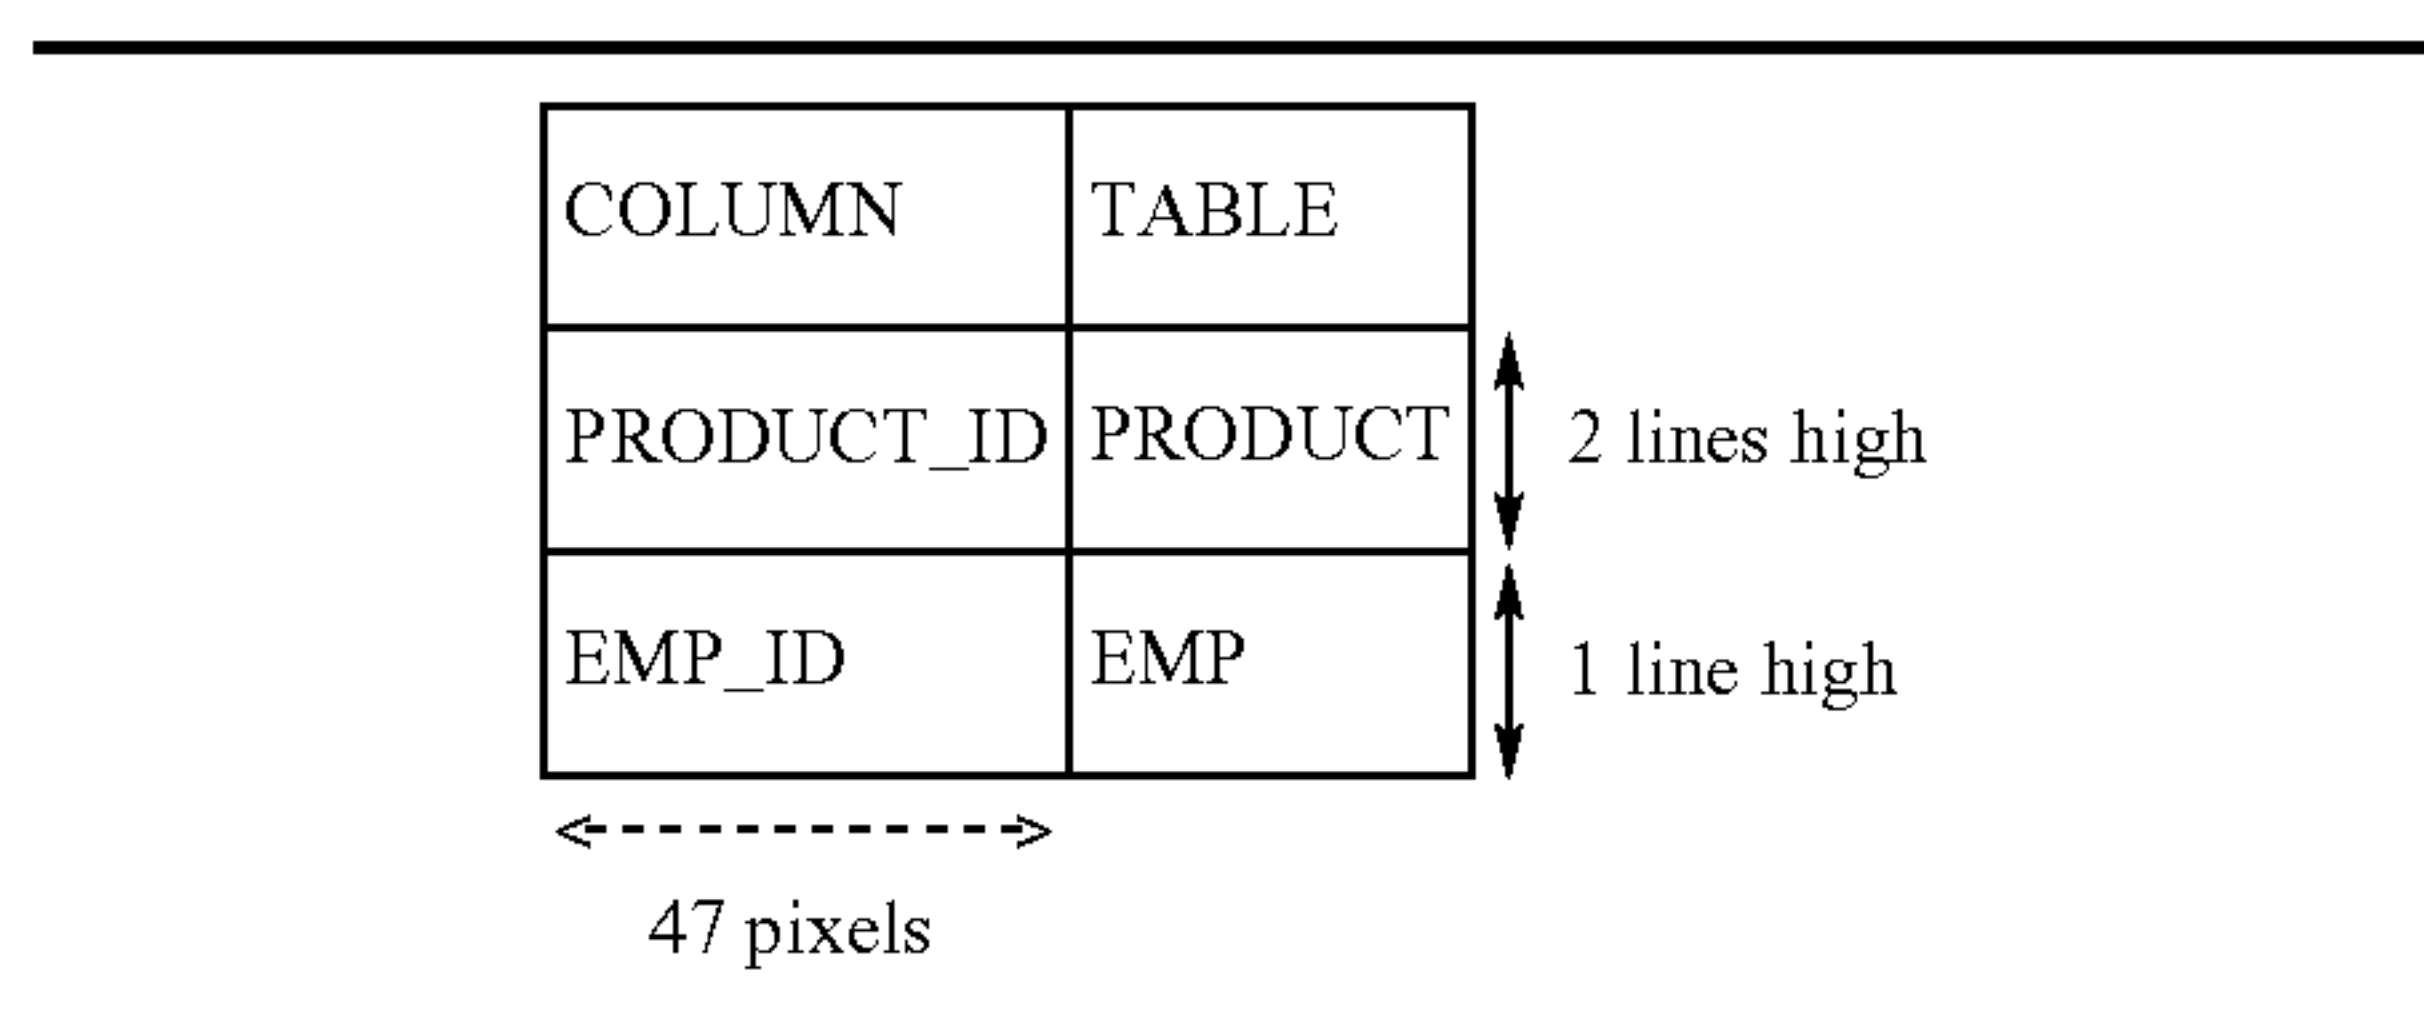 COLUMN TABLE
PRODUCT_ID PRODUCT 2 lines high
EMP_ID EMP 1 line high
47 pixels